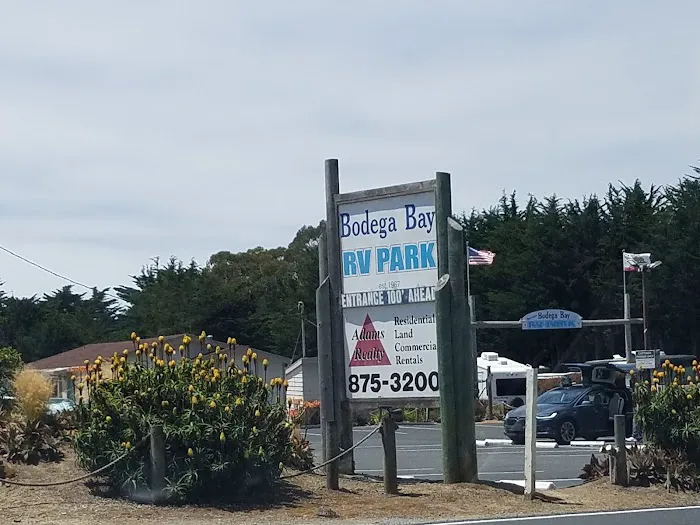 Bodega Bay
RV PARK
est. 1967
ENTRANCE 100' AHEAD
Adams
Realty
Residential
Land
Commercial
Rentals
875-3200
Bodega Bay